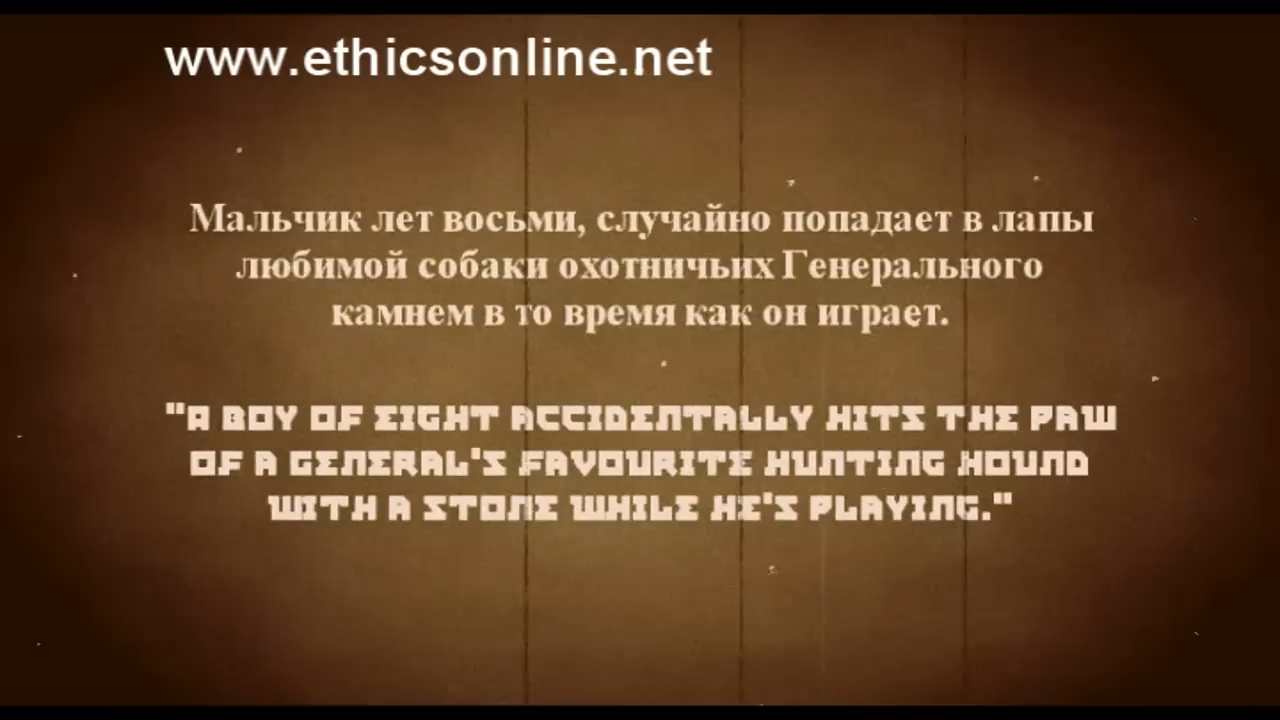 www.ethicsonline.net
Мальчик лет восьми, случайно попадает в лапы
любимой собаки охотничьих Генерального
камнем в то время как он играет.
"A BOY OF EIGHT ACCIDENTALLY HITS THE PAW
OF A GENERAL'S FAVOURITE HUNTING HOUND
WITH A STONE WHILE HE'S PLAYING."